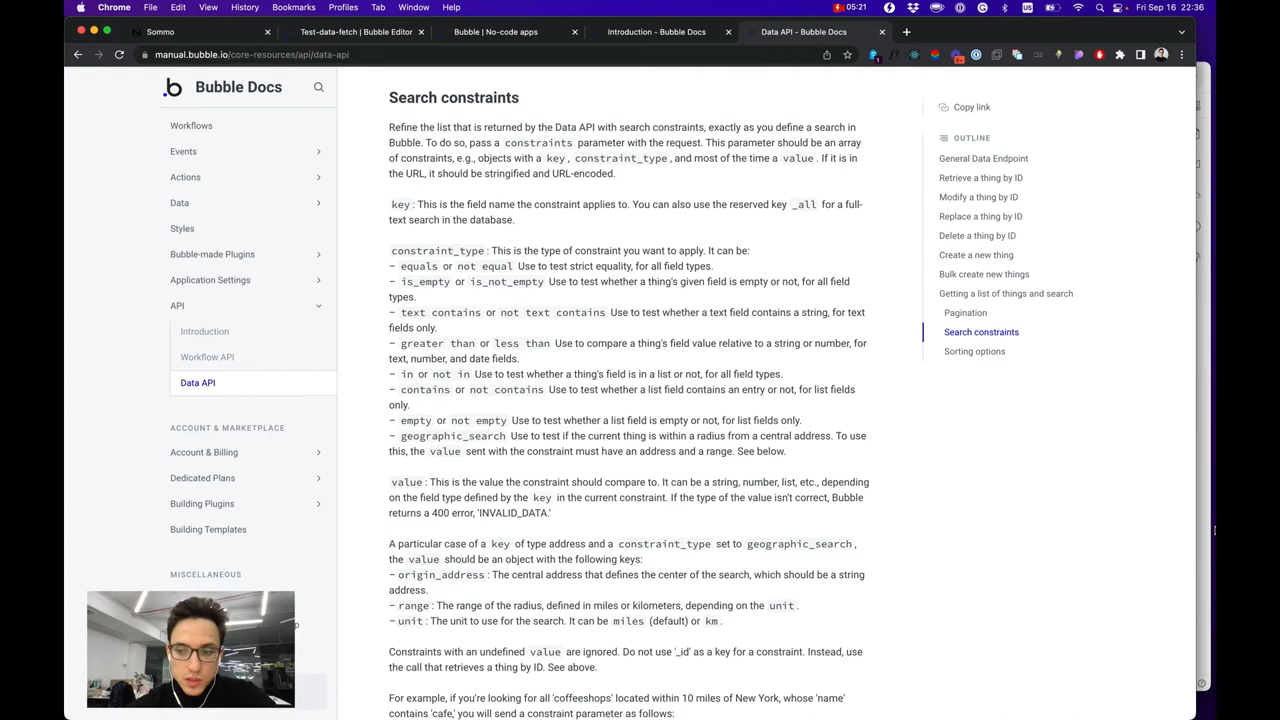 Chrome File Edit View History Bookmarks Profiles Tab Window Help 05:21 Fri Sep 16 22:36
Sommo Test-data-fetch | Bubble Editor Bubble | No-code apps Introduction - Bubble Docs Data API - Bubble Docs
manual.bubble.io/core-resources/api/data-api
Bubble Docs
Workflows
Events
Actions
Data
Styles
Bubble-made Plugins
Application Settings
API
Introduction
Workflow API
Data API
ACCOUNT & MARKETPLACE
Account & Billing
Dedicated Plans
Building Plugins
Building Templates
MISCELLANEOUS
Search constraints
Refine the list that is returned by the Data API with search constraints, exactly as you define a search in
Bubble. To do so, pass a constraints parameter with the request. This parameter should be an array
of constraints, e.g., objects with a key, constraint_type, and most of the time a value. If it is in
the URL, it should be stringified and URL-encoded.
key: This is the field name the constraint applies to. You can also use the reserved key _all for a full-
text search in the database.
constraint_type: This is the type of constraint you want to apply. It can be:
– equals or not equal Use to test strict equality, for all field types.
– is_empty or is_not_empty Use to test whether a thing's given field is empty or not, for all field
types.
– text contains or not text contains Use to test whether a text field contains a string, for text
fields only.
– greater than or less than Use to compare a thing's field value relative to a string or number, for
text, number, and date fields.
– in or not in Use to test whether a thing's field is in a list or not, for all field types.
– contains or not contains Use to test whether a list field contains an entry or not, for list fields
only.
– empty or not empty Use to test whether a list field is empty or not, for list fields only.
– geographic_search Use to test if the current thing is within a radius from a central address. To use
this, the value sent with the constraint must have an address and a range. See below.
value: This is the value the constraint should compare to. It can be a string, number, list, etc., depending
on the field type defined by the key in the current constraint. If the type of the value isn't correct, Bubble
returns a 400 error, 'INVALID_DATA.'
A particular case of a key of type address and a constraint_type set to geographic_search,
the value should be an object with the following keys:
– origin_address: The central address that defines the center of the search, which should be a string
address.
– range: The range of the radius, defined in miles or kilometers, depending on the unit.
– unit: The unit to use for the search. It can be miles (default) or km.
Constraints with an undefined value are ignored. Do not use '_id' as a key for a constraint. Instead, use
the call that retrieves a thing by ID. See above.
For example, if you're looking for all 'coffeeshops' located within 10 miles of New York, whose 'name'
contains 'cafe,' you will send a constraint parameter as follows:
Copy link
OUTLINE
General Data Endpoint
Retrieve a thing by ID
Modify a thing by ID
Replace a thing by ID
Delete a thing by ID
Create a new thing
Bulk create new things
Getting a list of things and search
Pagination
Search constraints
Sorting options